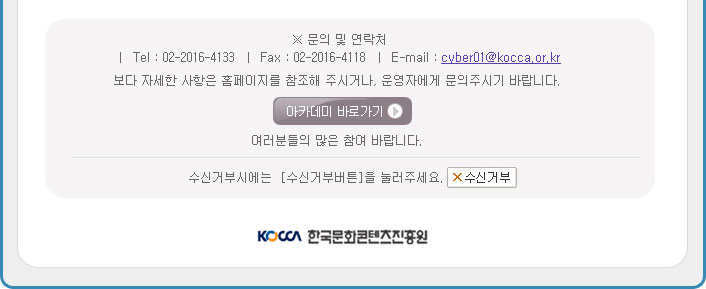 ※ 문의 및 연락처
| Tel : 02-2016-4133 | Fax : 02-2016-4118 | E-mail : cyber01@kocca.or.kr
보다 자세한 사항은 홈페이지를 참조해 주시거나, 운영자에게 문의주시기 바랍니다.
아카데미 바로가기
여러분들의 많은 참여 바랍니다.
수신거부시에는 [수신거부버튼]을 눌러주세요. 수신거부
KOCCA 한국문화콘텐츠진흥원